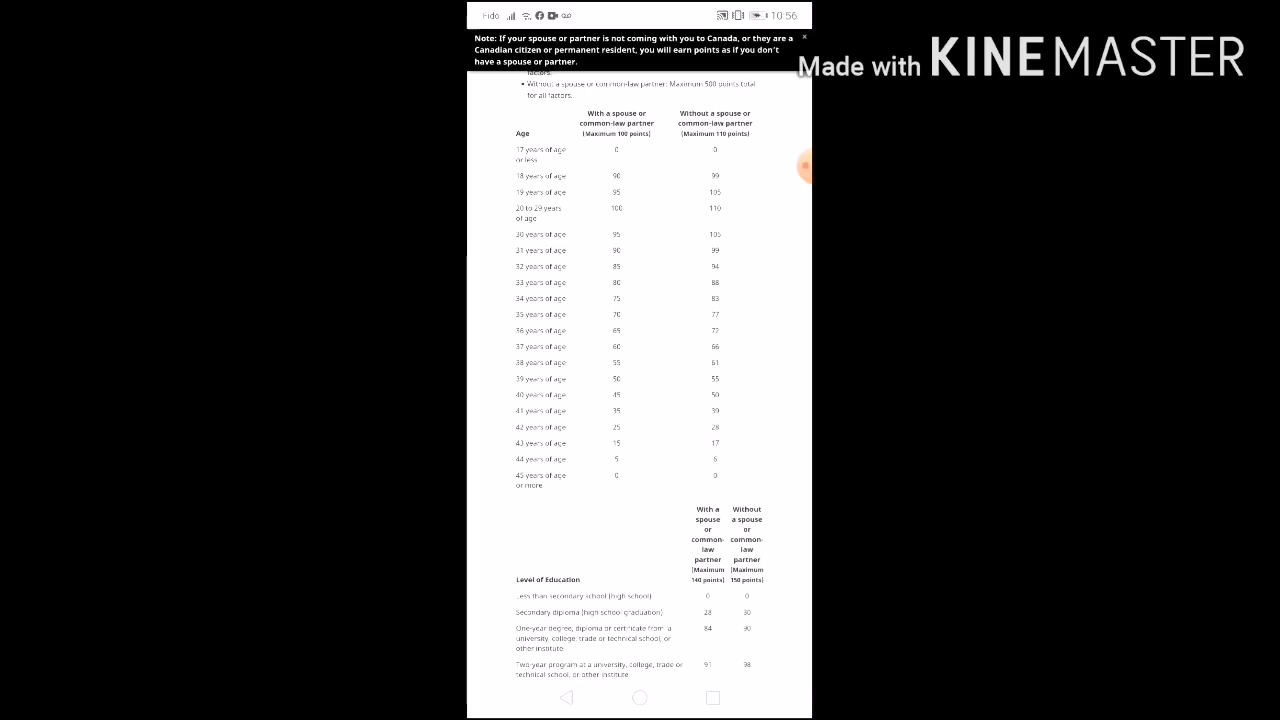 Fido 10:56
Note: If your spouse or partner is not coming with you to Canada, or they are a
Canadian citizen or permanent resident, you will earn points as if you don't
have a spouse or partner.
×
Made with KINEMASTER
factors.
• Without a spouse or common-law partner: Maximum 500 points total
for all factors.
With a spouse or Without a spouse or
common-law partner common-law partner
Age (Maximum 100 points) (Maximum 110 points)
17 years of age 0 0
or less
18 years of age 90 99
19 years of age 95 105
20 to 29 years 100 110
of age
30 years of age 95 105
31 years of age 90 99
32 years of age 85 94
33 years of age 80 88
34 years of age 75 83
35 years of age 70 77
36 years of age 65 72
37 years of age 60 66
38 years of age 55 61
39 years of age 50 55
40 years of age 45 50
41 years of age 35 39
42 years of age 25 28
43 years of age 15 17
44 years of age 5 6
45 years of age 0 0
or more
With a Without
spouse a spouse
or or
common- common-
law law
partner partner
(Maximum (Maximum
Level of Education 140 points) 150 points)
Less than secondary school (high school) 0 0
Secondary diploma (high school graduation) 28 30
One-year degree, diploma or certificate from a 84 90
university, college, trade or technical school, or
other institute
Two-year program at a university, college, trade or 91 98
technical school, or other institute